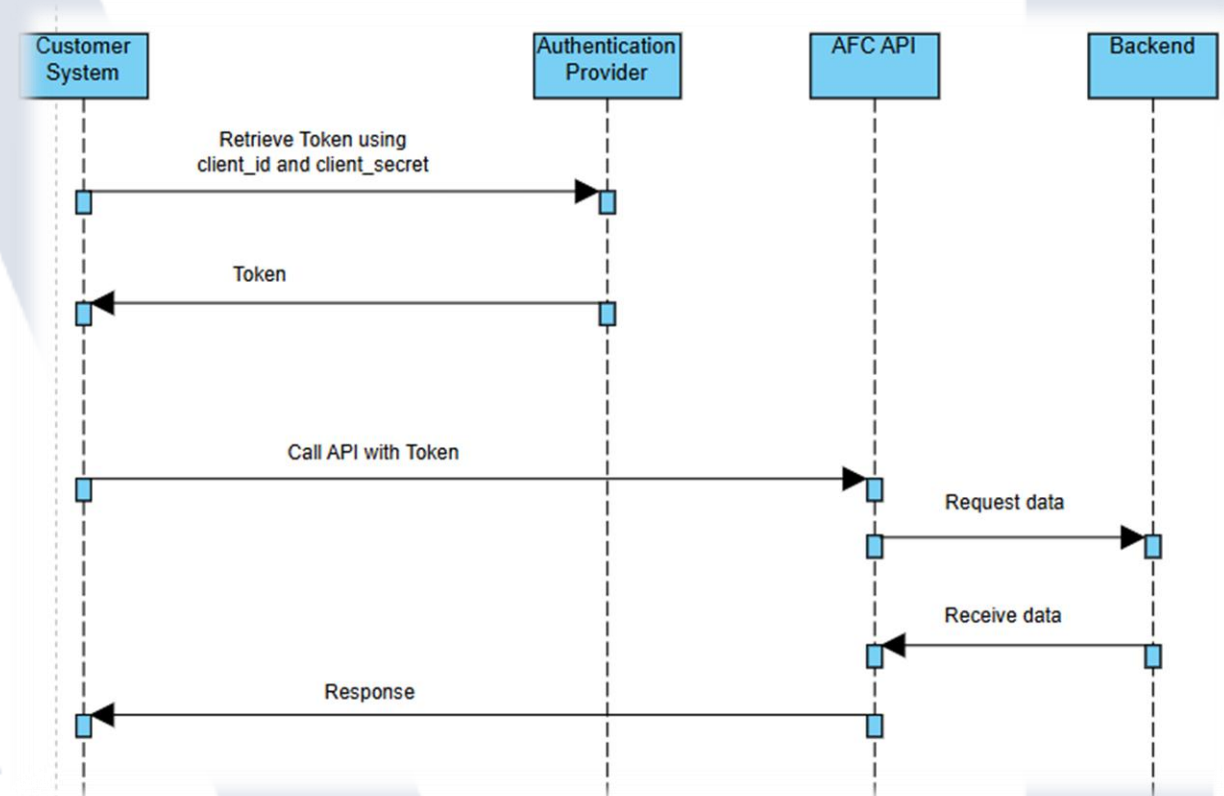 Customer
System
Authentication
Provider
AFC API
Backend
Retrieve Token using
client_id and client_secret
Token
Call API with Token
Request data
Receive data
Response